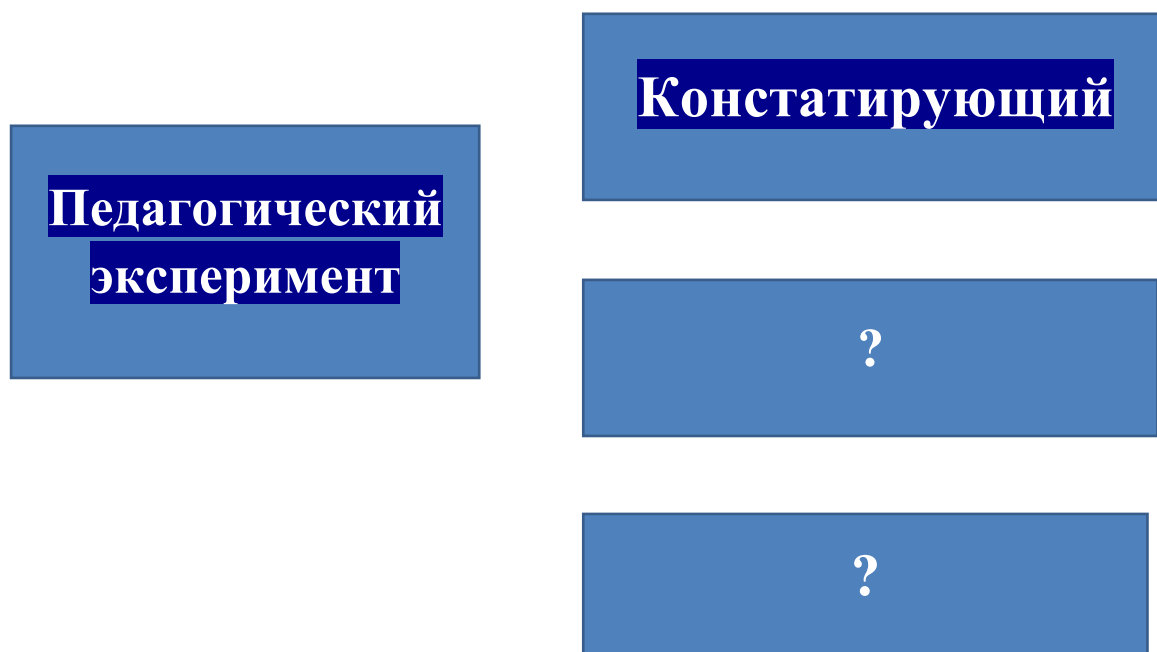 Констатирующий
Педагогический
эксперимент
?
?